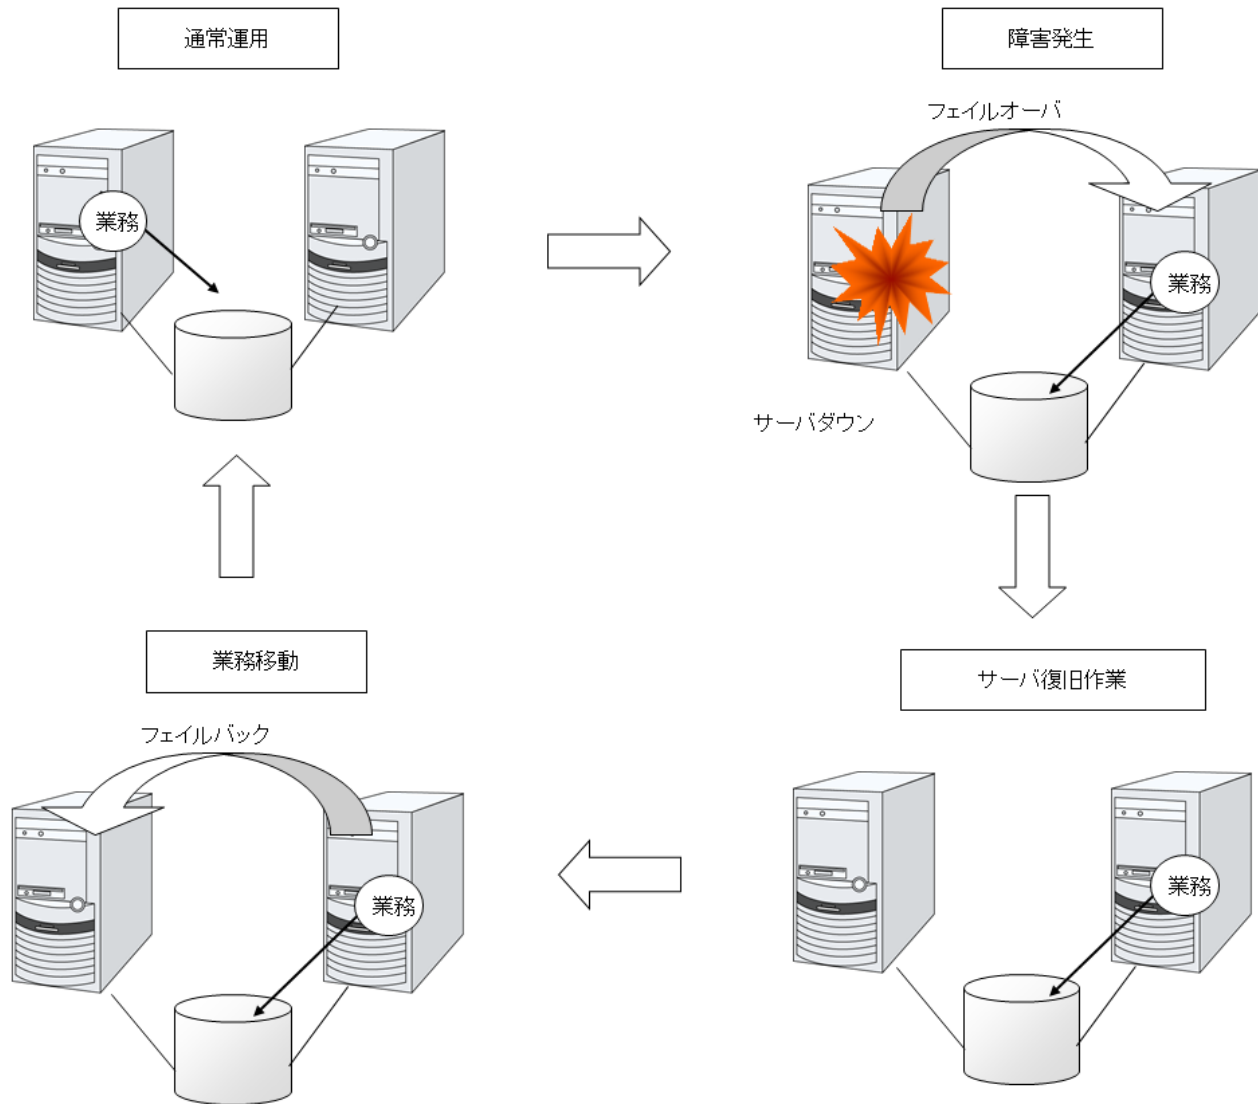 通常運用
障害発生
フェイルオーバ
業務
業務
サーバダウン
業務移動
サーバ復旧作業
フェイルバック
業務
業務